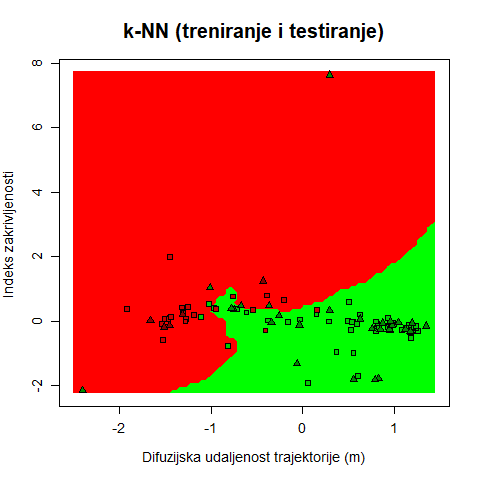 k-NN (treniranje i testiranje)
Indeks zakrivljenosti
8
6
4
2
0
-2
-2 -1 0 1
Difuzijska udaljenost trajektorije (m)